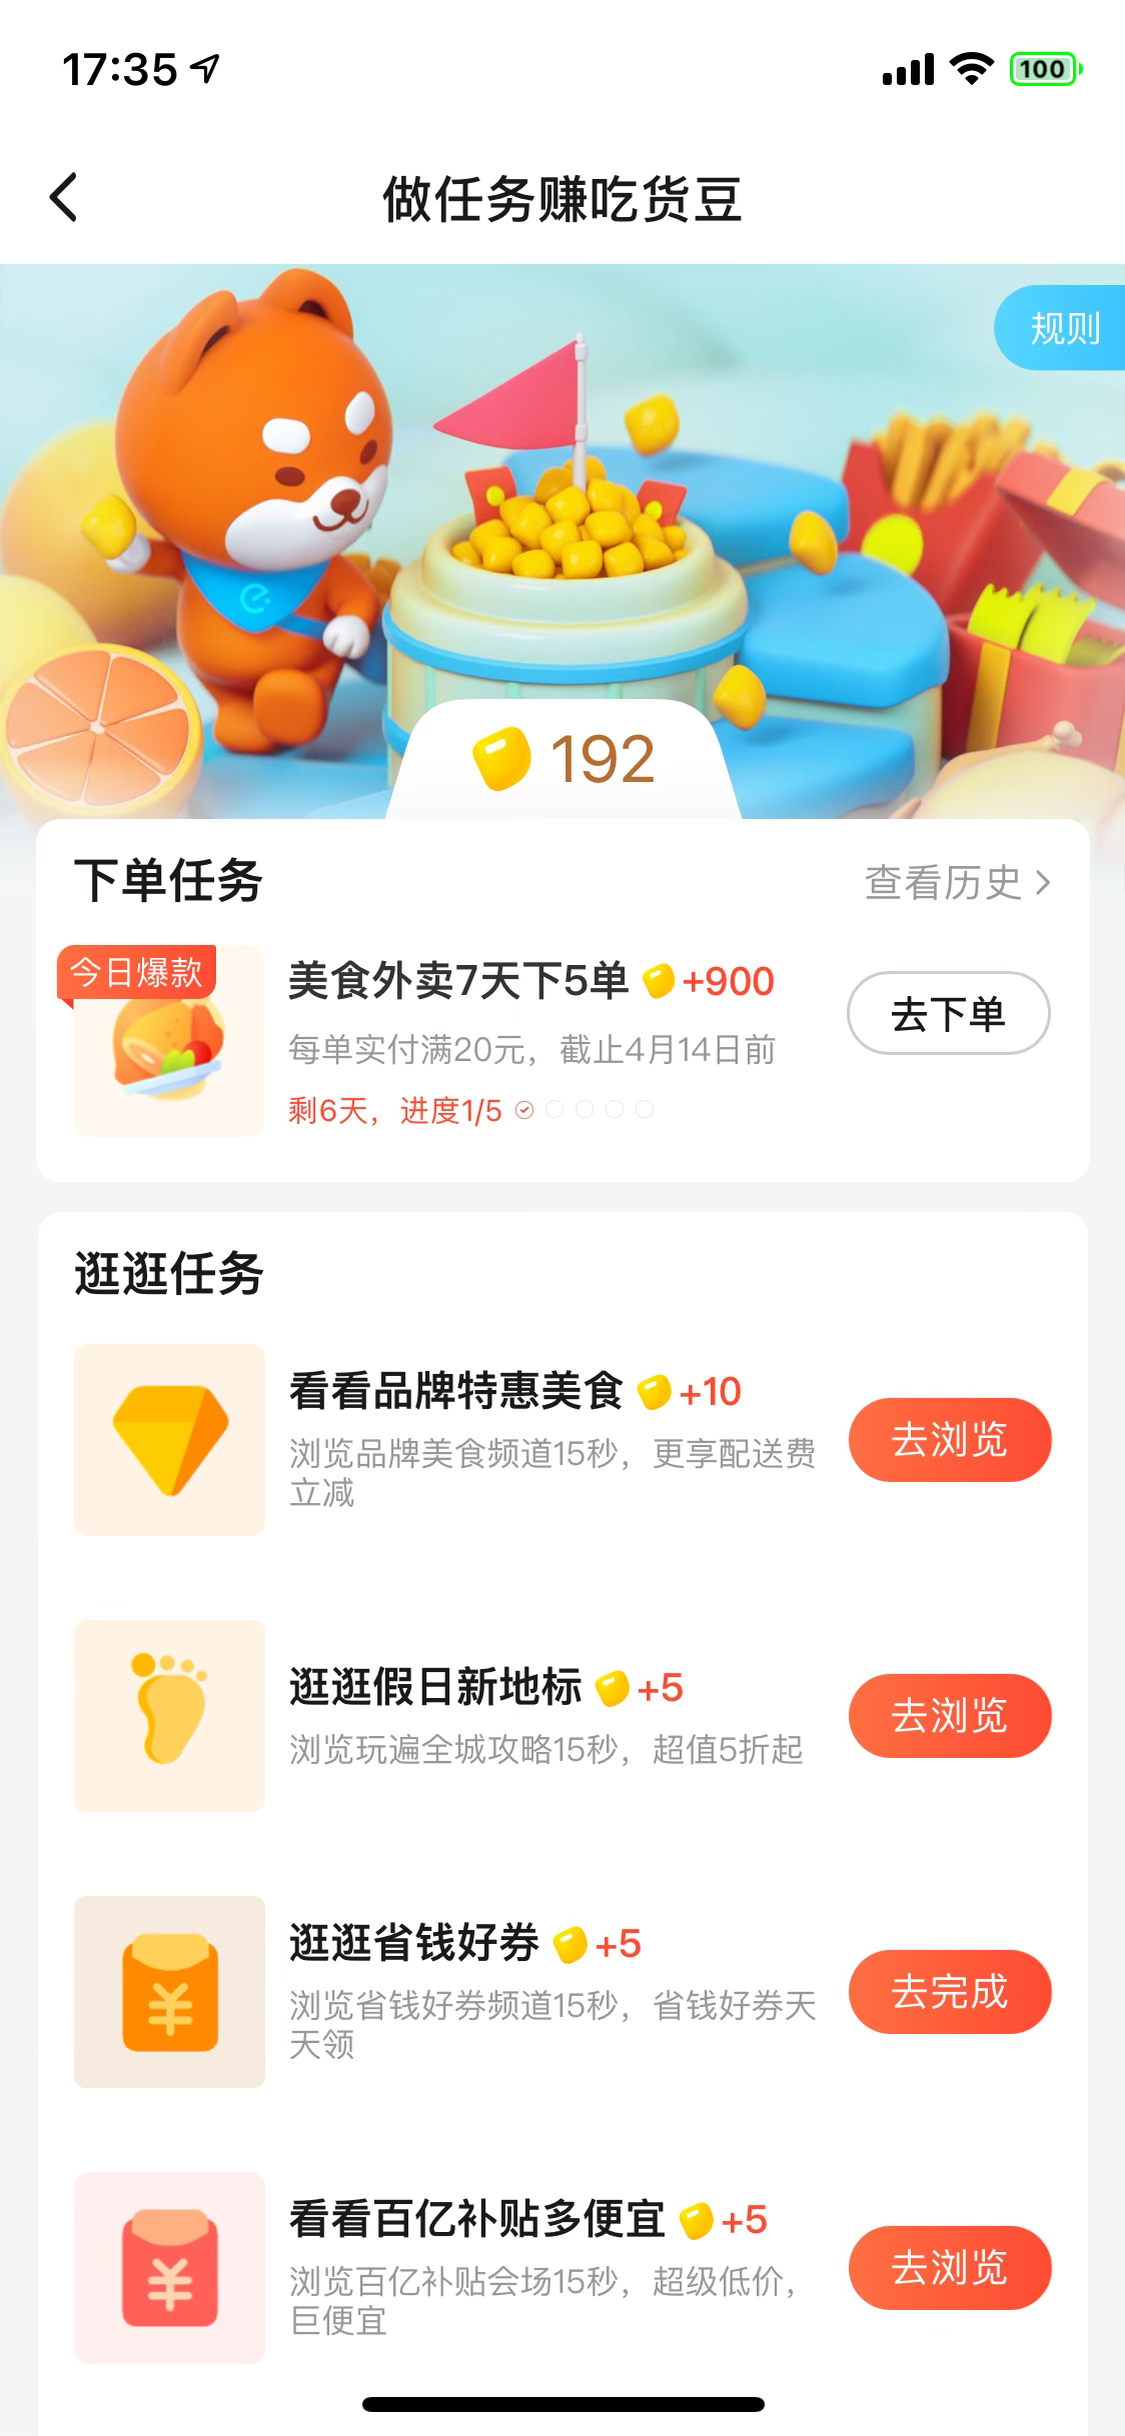 17:35
100
做任务赚吃货豆
规则
192
下单任务
查看历史
今日爆款
美食外卖7天下5单 +900
去下单
每单实付满20元，截止4月14日前
剩6天，进度1/5
逛逛任务
看看品牌特惠美食 +10
浏览品牌美食频道15秒，更享配送费
立减
去浏览
逛逛假日新地标 +5
浏览玩遍全城攻略15秒，超值5折起
去浏览
逛逛省钱好券 +5
浏览省钱好券频道15秒，省钱好券天
天领
去完成
看看百亿补贴多便宜 +5
浏览百亿补贴会场15秒，超级低价，
巨便宜
去浏览